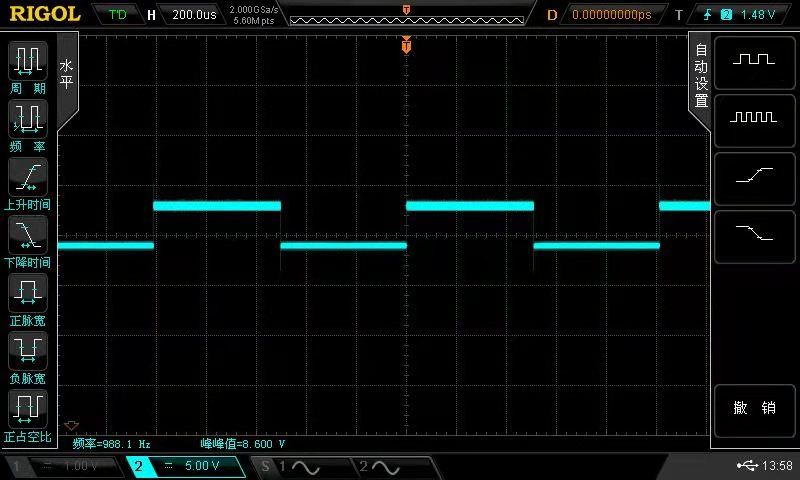 RIGOL T'D H 200.0us 2.000GSa/s D 0.00000000ps T 2 1.48 V
5.60M pts
T
T
水平
自动设置
周 期
频 率
上升时间
下降时间
正脉宽
负脉宽
正占空比
撤 销
频率=988.1 Hz 峰峰值=8.600 V
1 1.00 V 2 5.00 V S 1 2 13:58